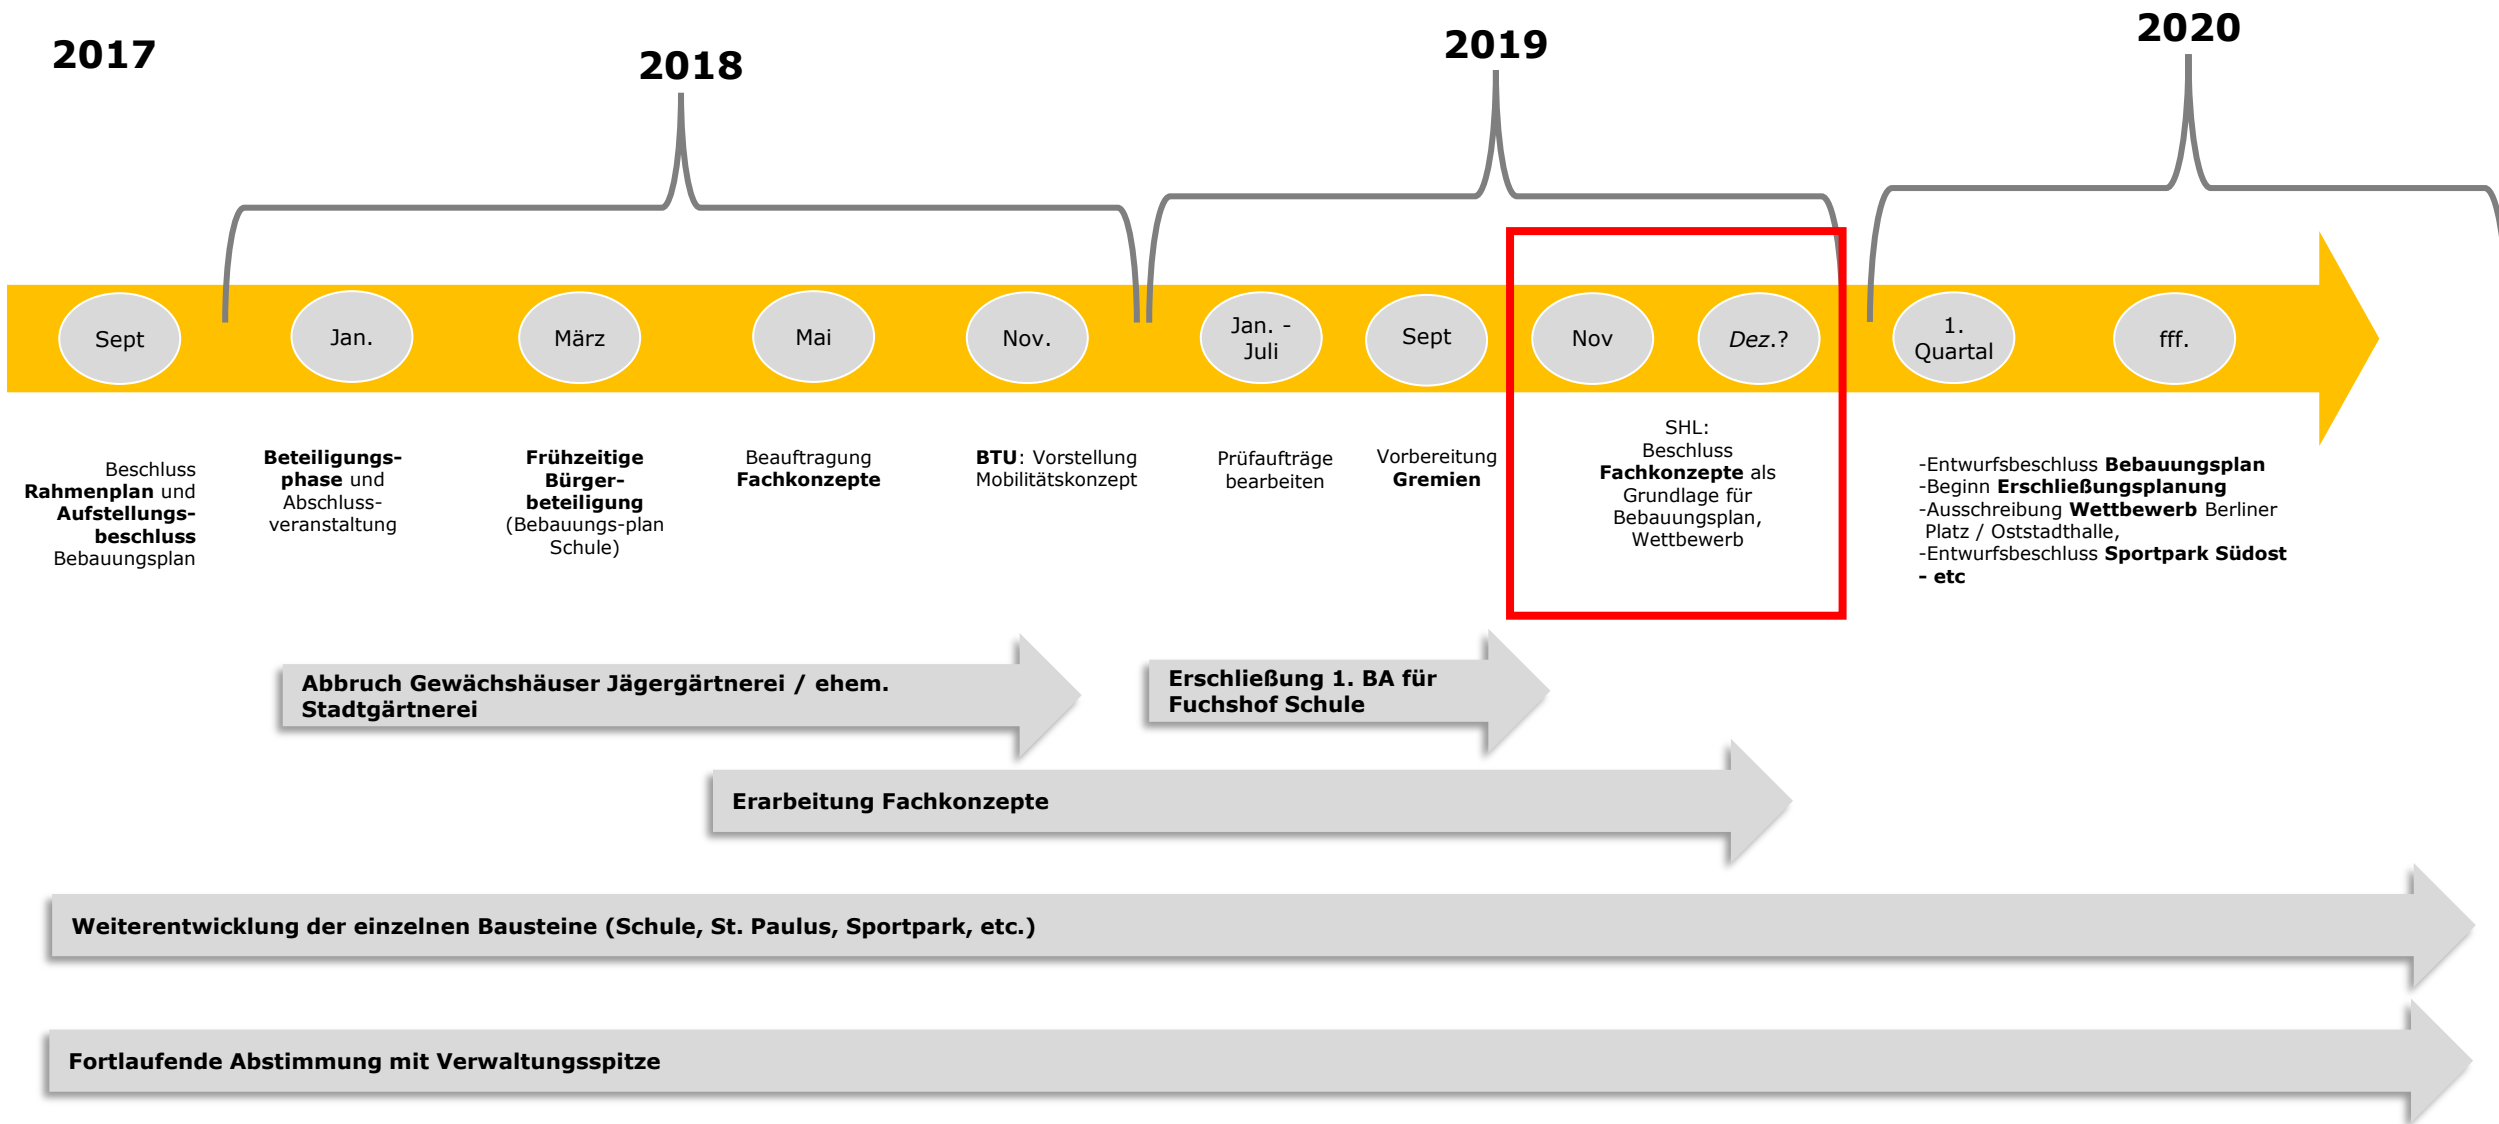 2017
2018
2019
2020
Sept
Jan.
März
Mai
Nov.
Jan. -
Juli
Sept
Nov
Dez.?
1.
Quartal
fff.
Beschluss
Rahmenplan und
Aufstellungs-
beschluss
Bebauungsplan
Beteiligungs-
phase und
Abschluss-
veranstaltung
Frühzeitige
Bürger-
beteiligung
(Bebauungs-plan
Schule)
Beauftragung
Fachkonzepte
BTU: Vorstellung
Mobilitätskonzept
Prüfaufträge
bearbeiten
Vorbereitung
Gremien
SHL:
Beschluss
Fachkonzepte als
Grundlage für
Bebauungsplan,
Wettbewerb
-Entwurfsbeschluss Bebauungsplan
-Beginn Erschließungsplanung
-Ausschreibung Wettbewerb Berliner
Platz / Oststadthalle,
-Entwurfsbeschluss Sportpark Südost
- etc
Abbruch Gewächshäuser Jägergärtnerei / ehem.
Stadtgärtnerei
Erschließung 1. BA für
Fuchshof Schule
Erarbeitung Fachkonzepte
Weiterentwicklung der einzelnen Bausteine (Schule, St. Paulus, Sportpark, etc.)
Fortlaufende Abstimmung mit Verwaltungsspitze